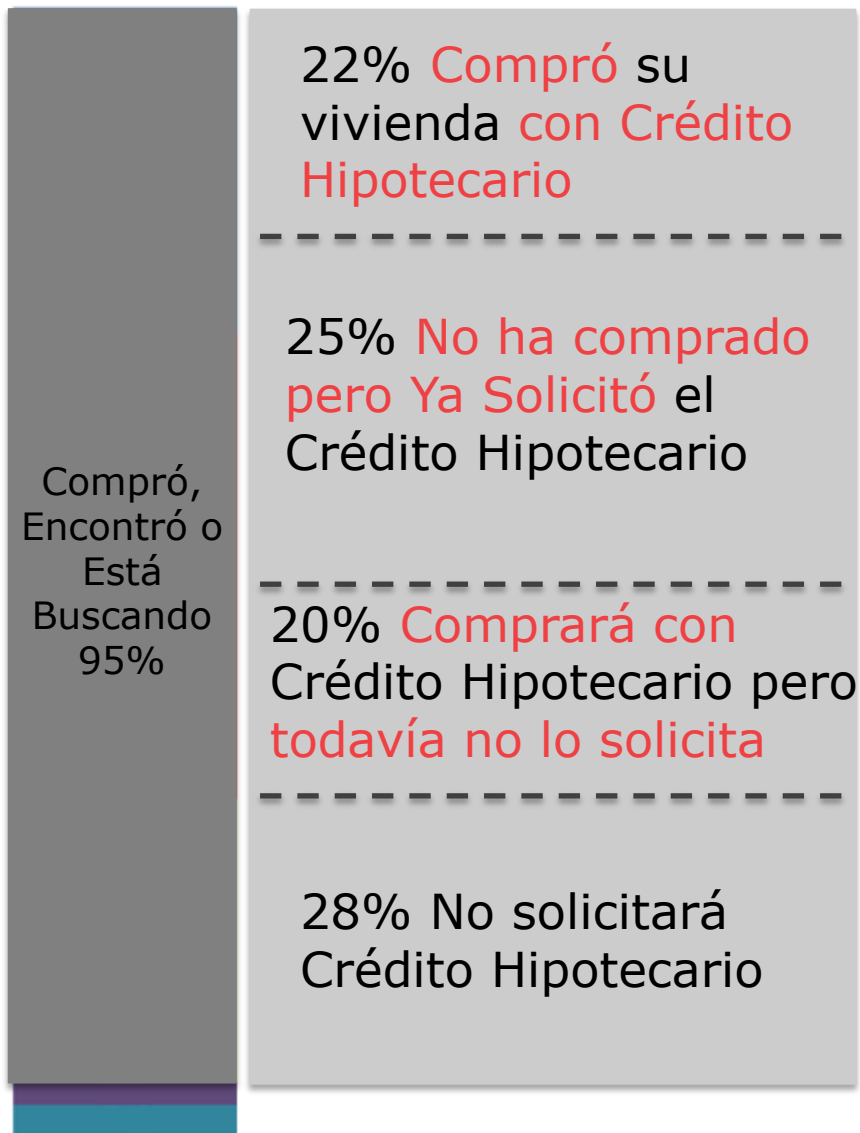 Compró,
Encontró o
Está
Buscando
95%
22% Compró su
vivienda con Crédito
Hipotecario
25% No ha comprado
pero Ya Solicitó el
Crédito Hipotecario
20% Comprará con
Crédito Hipotecario pero
todavía no lo solicita
28% No solicitará
Crédito Hipotecario